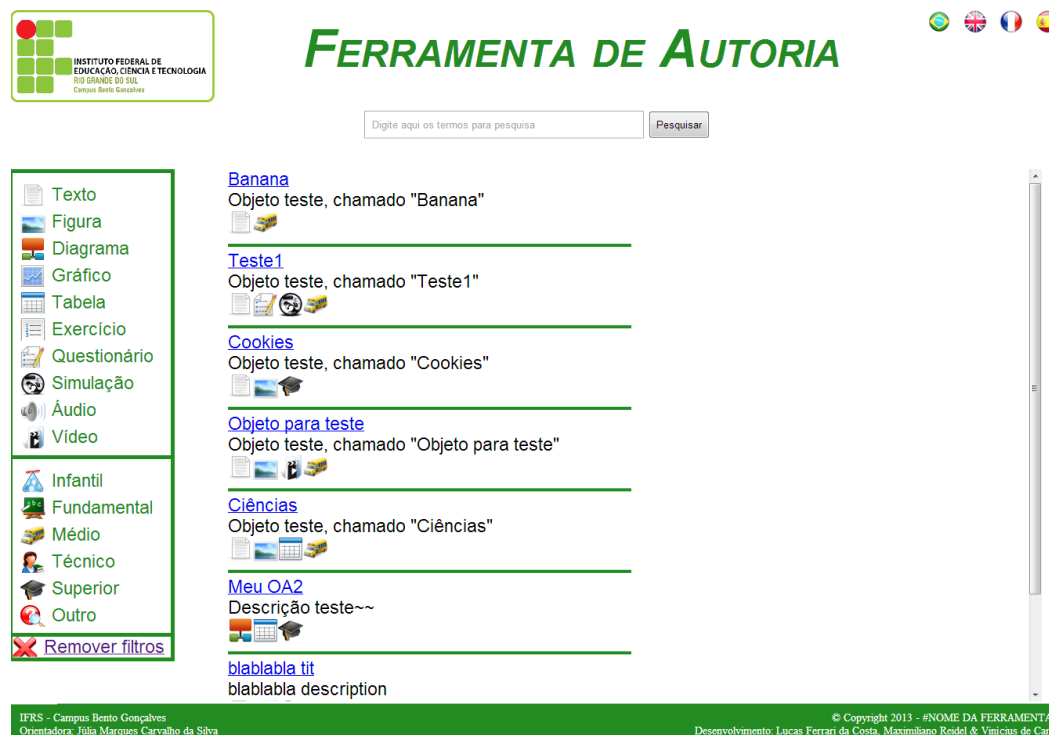 INSTITUTO FEDERAL DE
EDUCAÇÃO, CIÊNCIA E TECNOLOGIA
RIO GRANDE DO SUL
Campus Bento Gonçalves
FERRAMENTA DE AUTORIA
Digite aqui os termos para pesquisa
Pesquisar
Texto
Figura
Diagrama
Gráfico
Tabela
Exercício
Questionário
Simulação
Áudio
Vídeo
Infantil
Fundamental
Médio
Técnico
Superior
Outro
Remover filtros
Banana
Objeto teste, chamado "Banana"
Teste1
Objeto teste, chamado "Teste1"
Cookies
Objeto teste, chamado "Cookies"
Objeto para teste
Objeto teste, chamado "Objeto para teste"
Ciências
Objeto teste, chamado "Ciências"
Meu OA2
Descrição teste~~
blablabla tit
blablabla description
IFRS - Campus Bento Gonçalves
Orientadora: Júlia Marques Carvalho da Silva
© Copyright 2013 - #NOME DA FERRAMENTA
Desenvolvimento: Lucas Ferrari da Costa, Maximiliano Reidel & Vinicius de